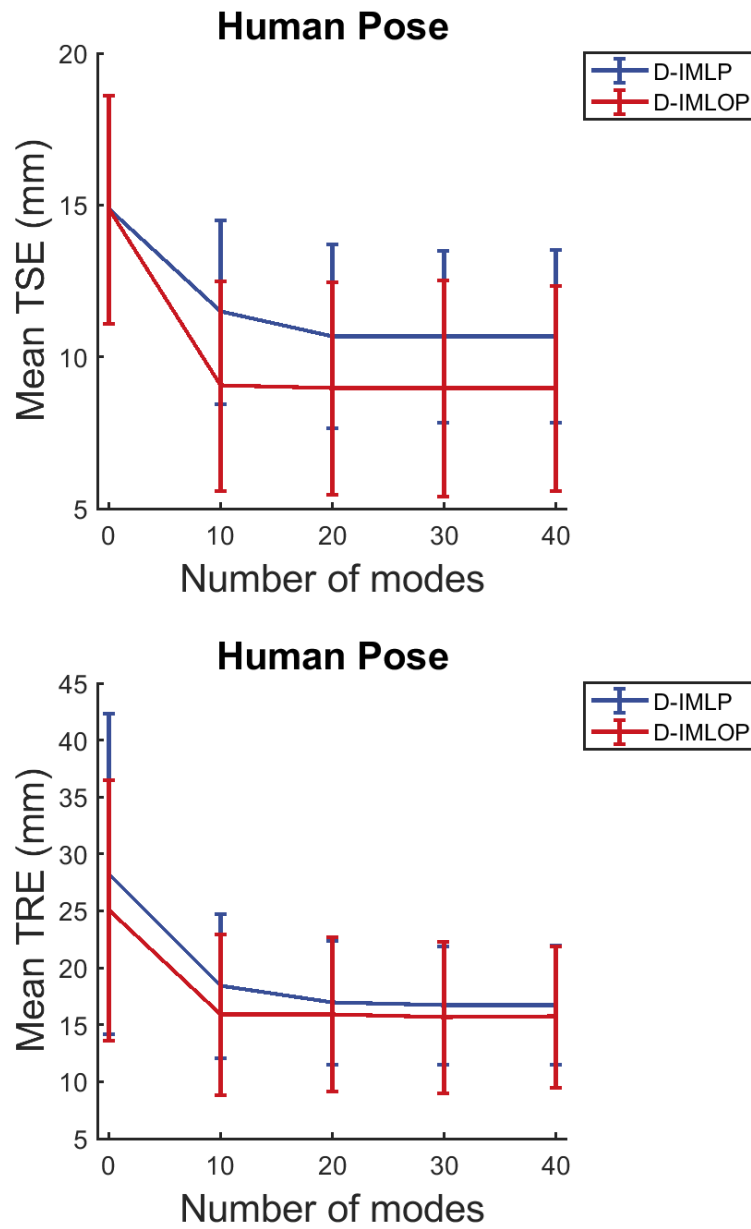 Human Pose
20
15
10
5
Mean TSE (mm)
0 10 20 30 40
Number of modes
D-IMLP
D-IMLOP
Human Pose
45
40
35
30
25
20
15
10
5
Mean TRE (mm)
0 10 20 30 40
Number of modes
D-IMLP
D-IMLOP